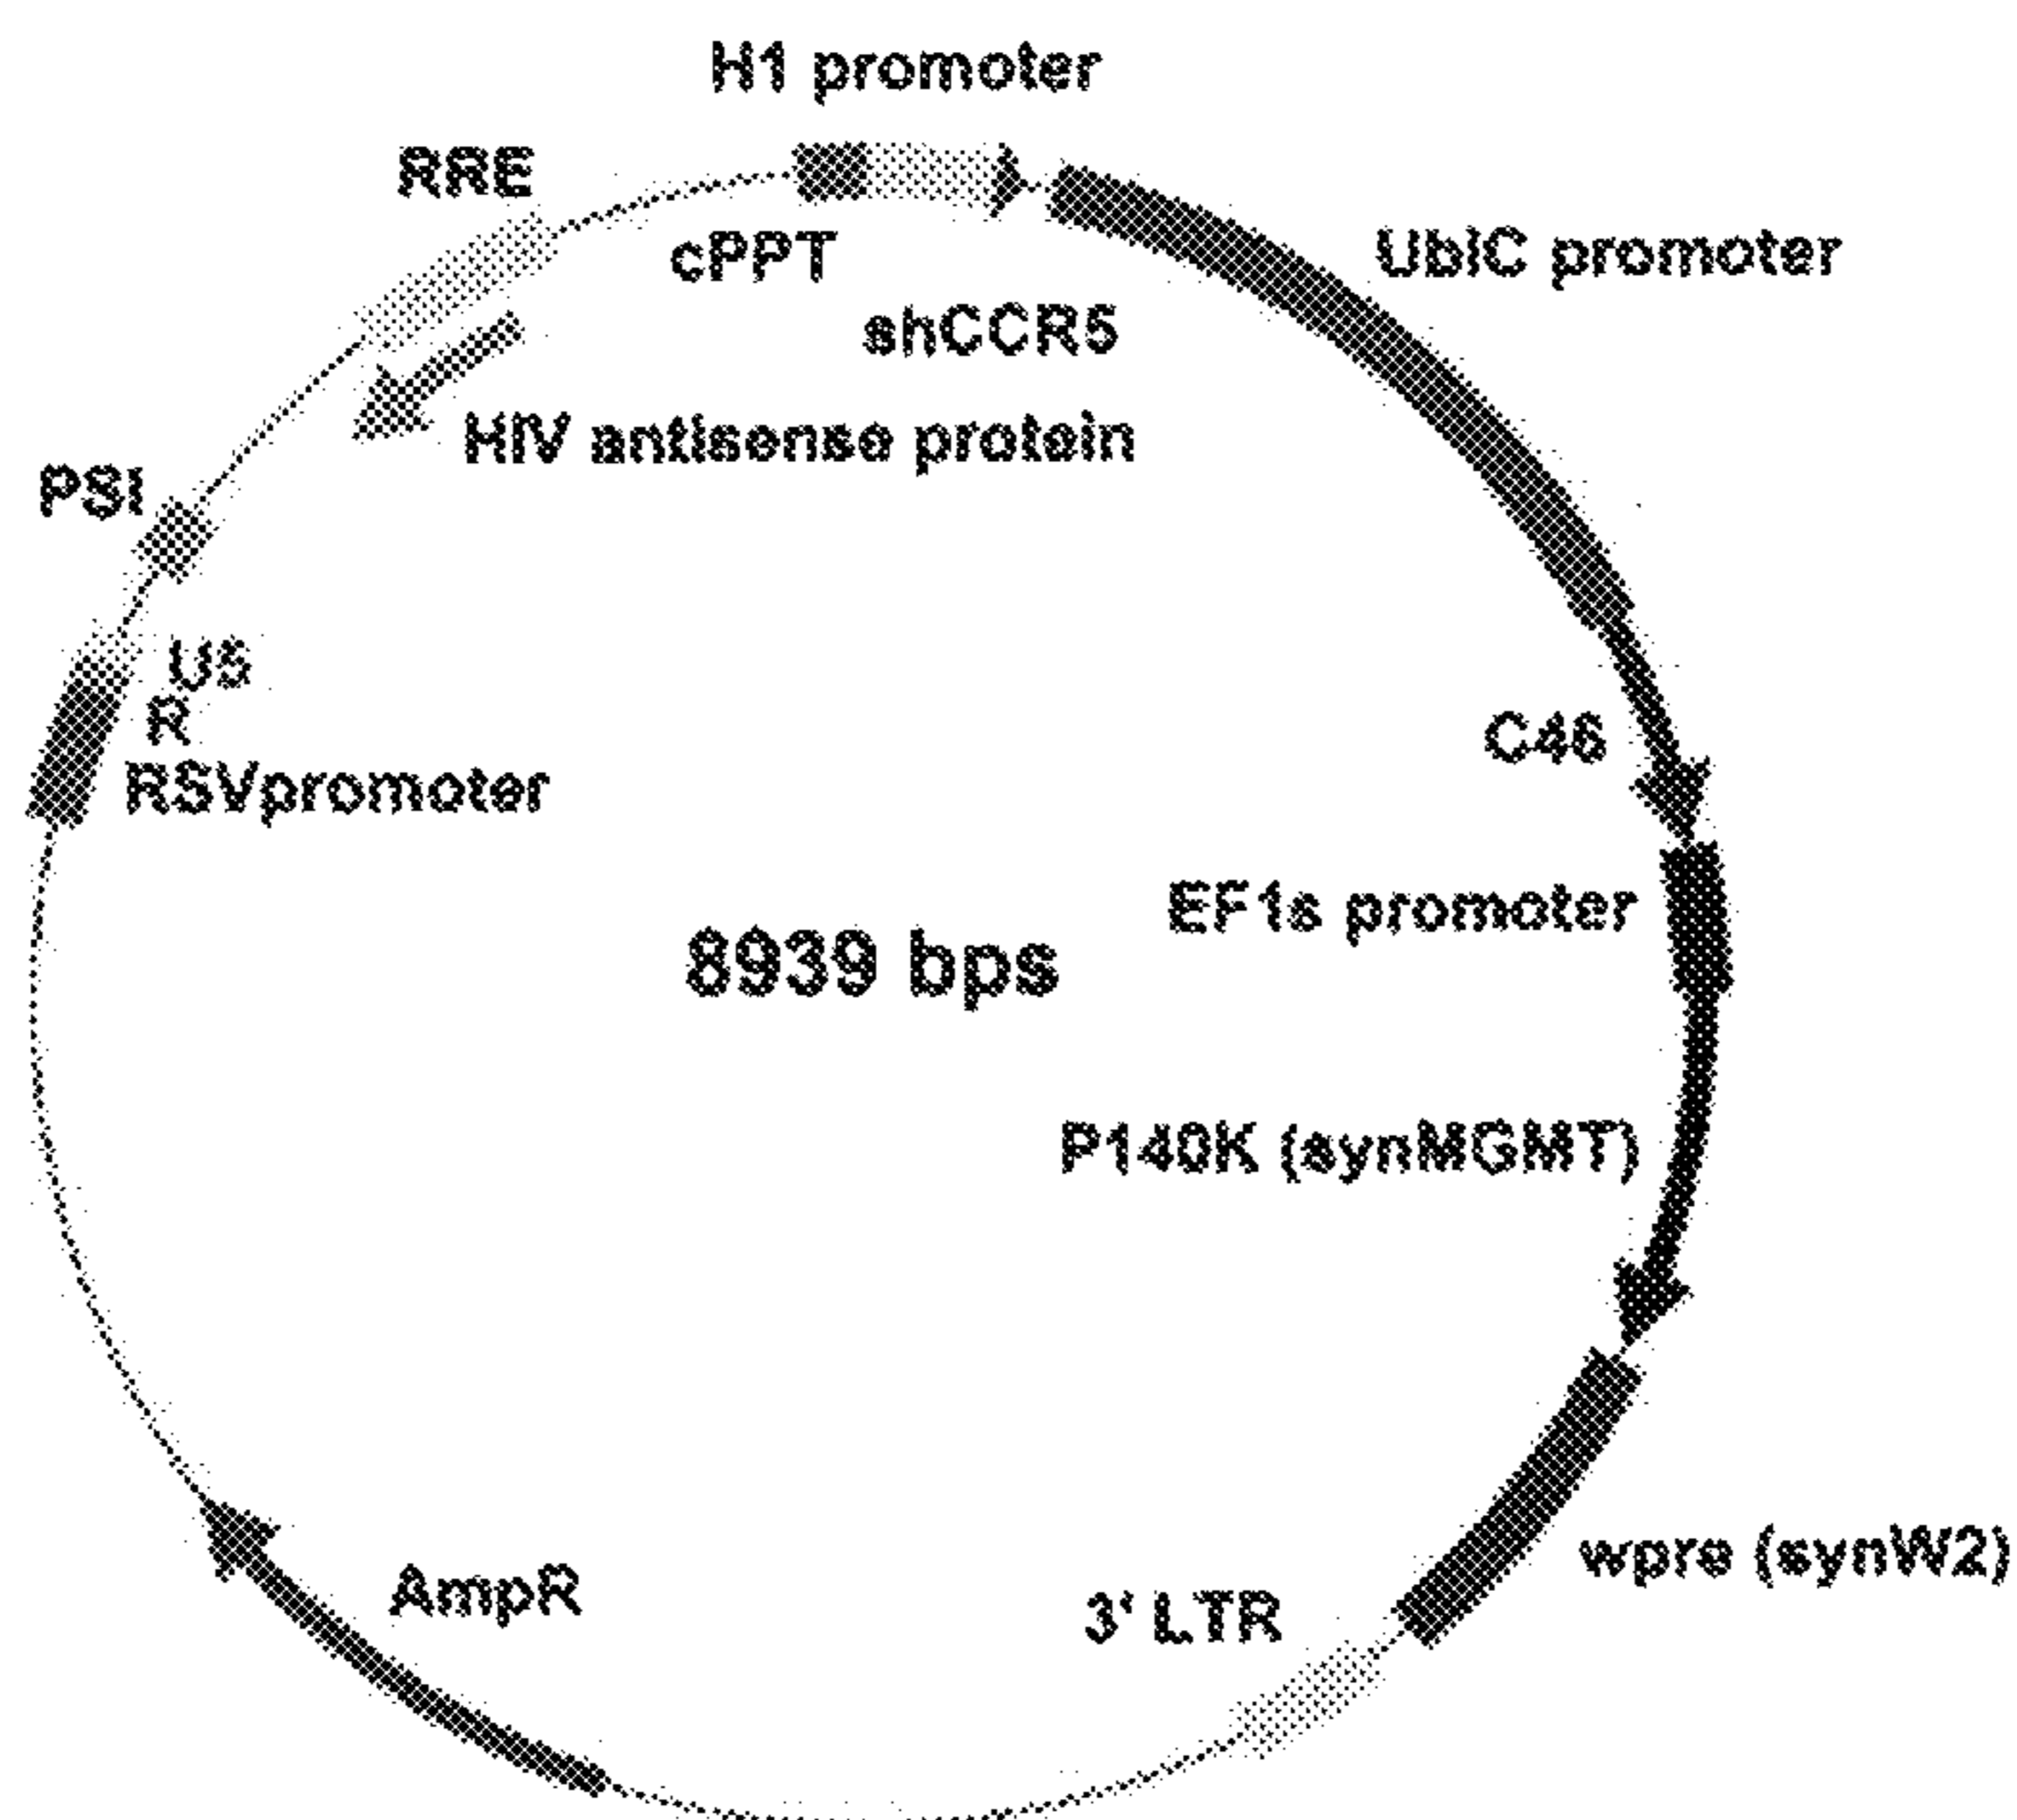 H1 promoter
RRE
cPPT
UbIC promoter
shCCR5
HIV antisense protein
PSI
U5
R
RSVpromoter
C46
EF1s promoter
8939 bps
P140K (synMGMT)
wpre (synW2)
AmpR
3' LTR